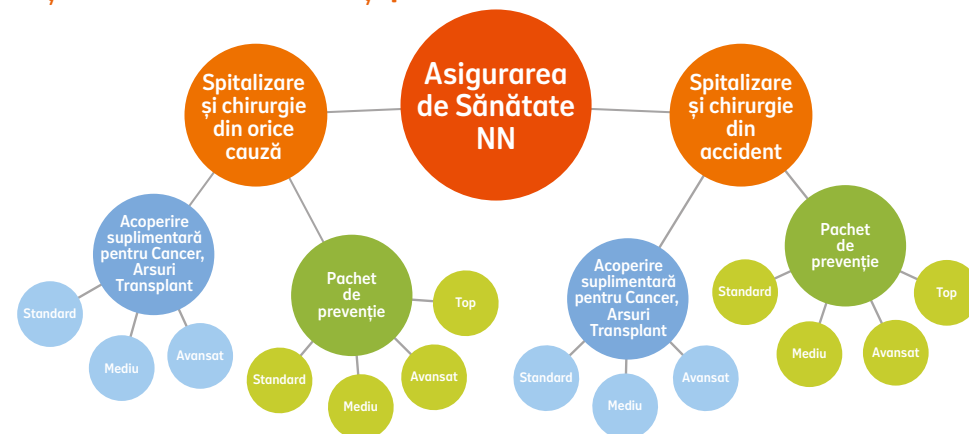 Asigurarea
de Sănătate
NN
Spitalizare
și chirurgie
din orice
cauză
Spitalizare
și chirurgie
din
accident
Acoperire
suplimentară
pentru Cancer,
Arsuri
Transplant
Standard
Mediu
Avansat
Pachet
de
prevenție
Standard
Mediu
Avansat
Top
Acoperire
suplimentară
pentru Cancer,
Arsuri
Transplant
Standard
Mediu
Avansat
Pachet
de
prevenție
Standard
Mediu
Avansat
Top